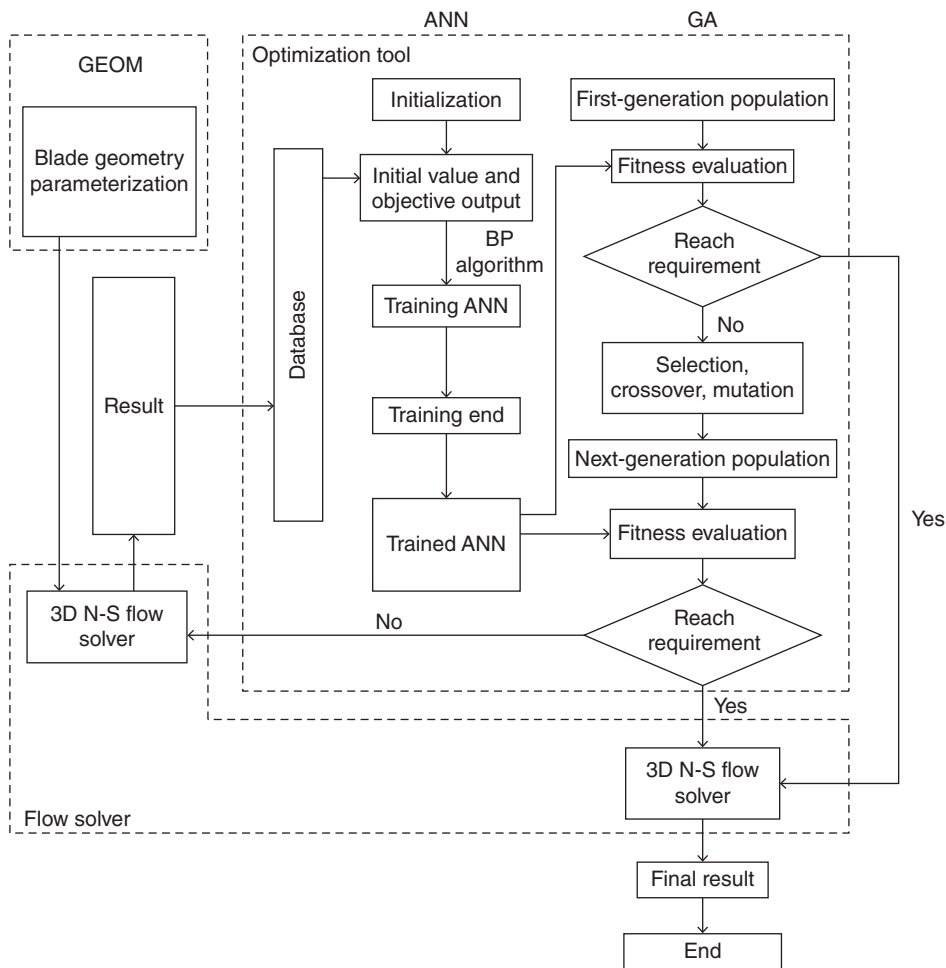 ANN
GA
GEOM
Optimization tool
Blade geometry
parameterization
Initialization
First-generation population
Initial value and
objective output
Fitness evaluation
BP
algorithm
Reach
requirement
Database
Training ANN
No
Result
Selection,
crossover, mutation
Training end
Next-generation population
Yes
Trained ANN
Fitness evaluation
3D N-S flow
solver
No
Reach
requirement
Yes
3D N-S flow
solver
Flow solver
Final result
End